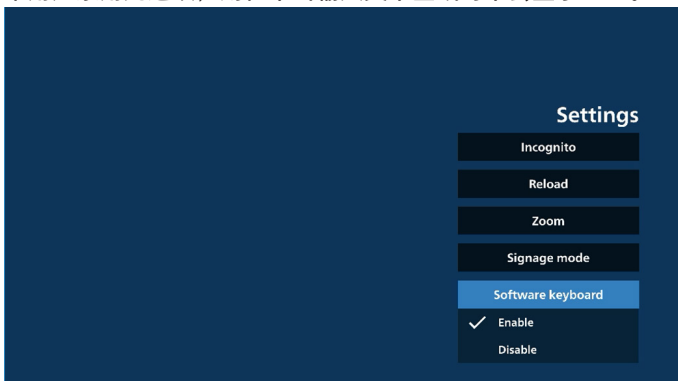 Settings
Incognito
Reload
Zoom
Signage mode
Software keyboard
Enable
Disable